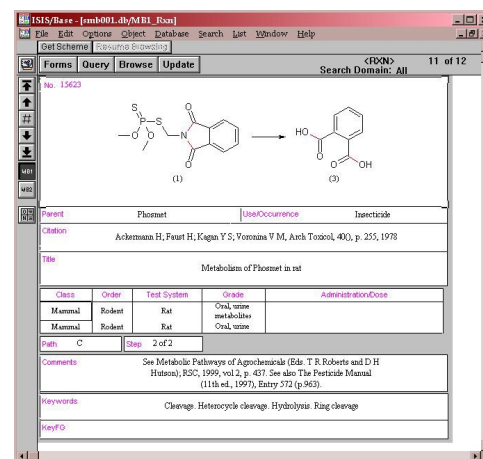 ISIS/Base - [smb001.db/MB1_Rxn]
File Edit Options Object Database Search List Window Help
Get Scheme Resume Browsing
Forms Query Browse Update <RXN> 11 of 12
Search Domain: All
No. 15623
S
P
S
O
O
N
O
O
(1)
HO
O
O
OH
(3)
MB1
MB2
Parent Phosmet Use/Occurrence Insecticide
Citation
Ackermann H; Faust H; Kagan Y S; Voronina V M, Arch Toxicol, 40(), p. 255, 1978
Title
Metabolism of Phosmet in rat
Class Order Test System Grade Administration/Dose
Mammal Rodent Rat Oral, urine
metabolites
Mammal Rodent Rat Oral, urine
Path C Step 2 of 2
Comments See Metabolic Pathways of Agrochemicals (Eds. T R Roberts and D H
Hutson); RSC, 1999, vol 2, p. 437. See also The Pesticide Manual
(11th ed., 1997), Entry 572 (p.963).
Keywords
Cleavage. Heterocycle cleavage. Hydrolysis. Ring cleavage
KeyFG